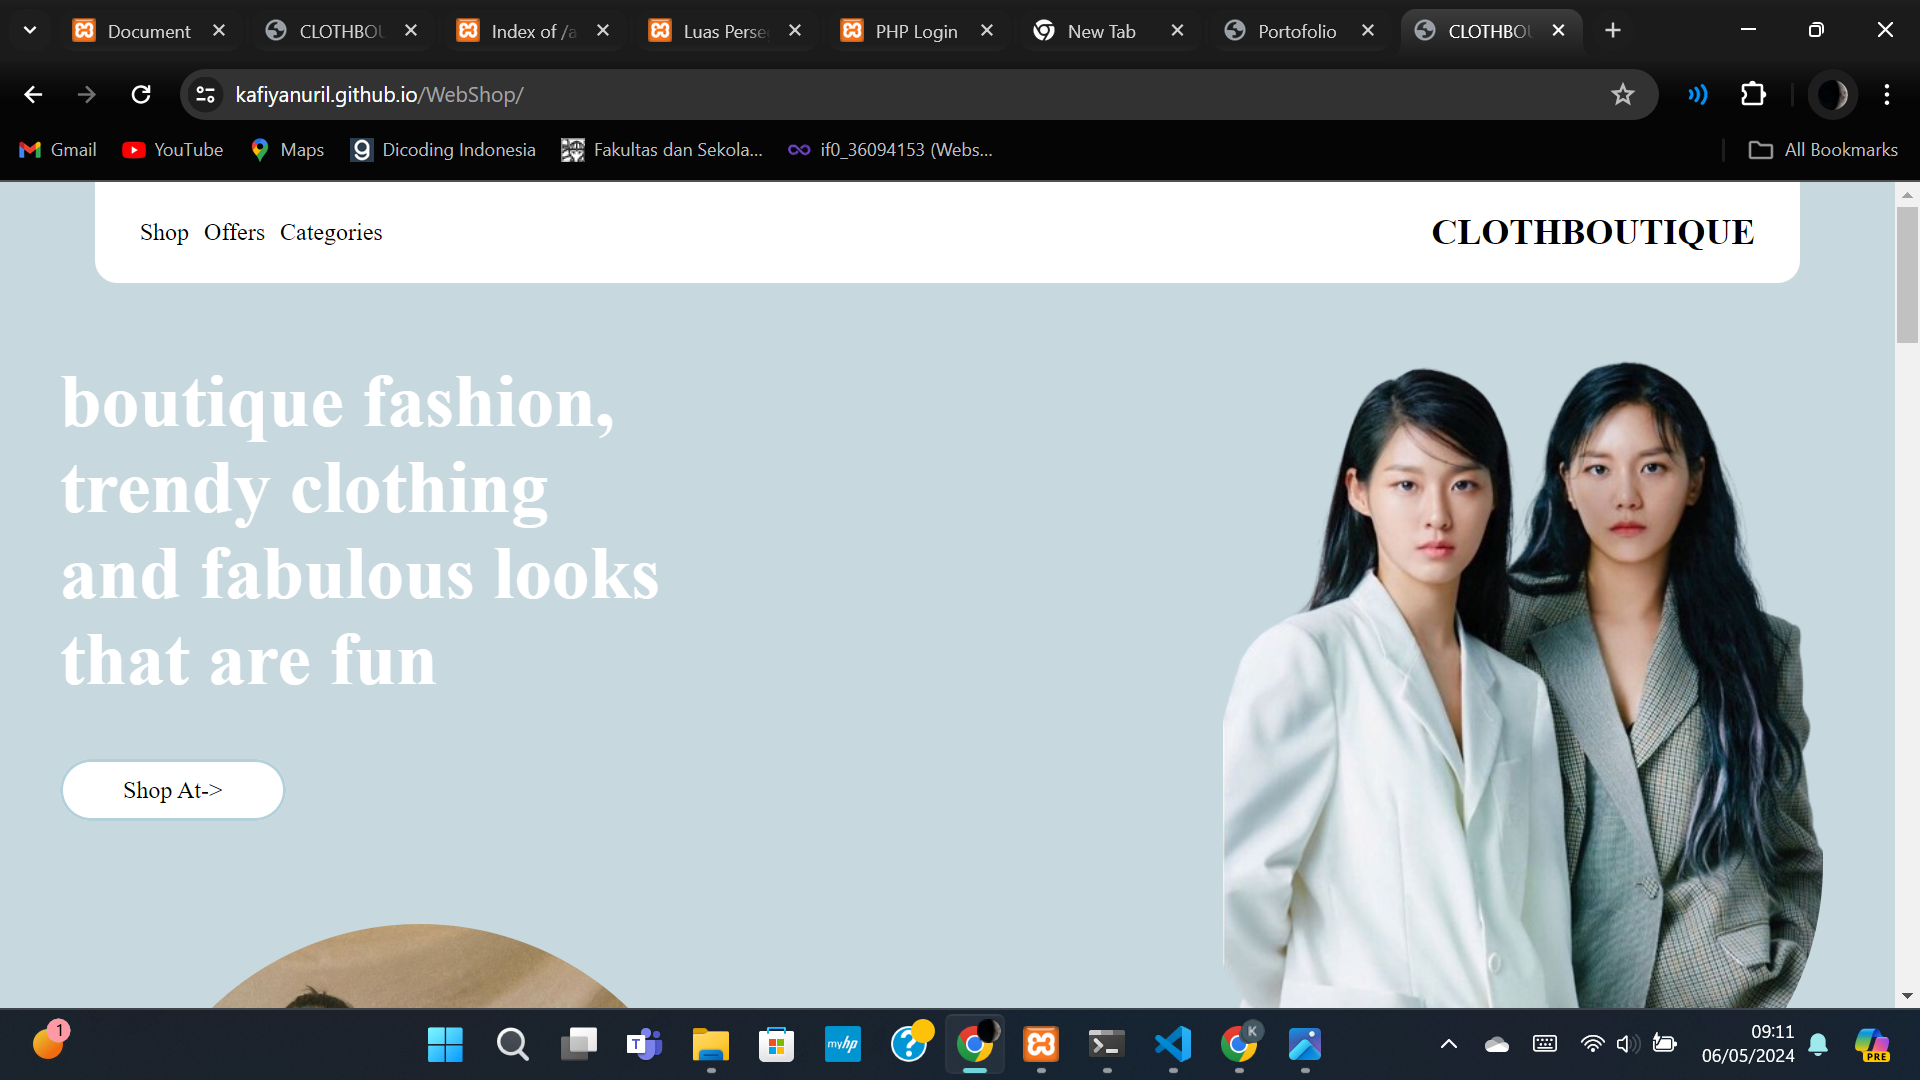 Document
CLOTHBOU
Index of /a
Luas Perse
PHP Login
New Tab
Portofolio
CLOTHBOU
kafiyanuril.github.io/WebShop/
Gmail
YouTube
Maps
Dicoding Indonesia
Fakultas dan Sekola...
if0_36094153 (Webs...
All Bookmarks
Shop Offers Categories
CLOTHBOUTIQUE
boutique fashion,
trendy clothing
and fabulous looks
that are fun
Shop At->
1
T
myhp
K
09:11
06/05/2024
PRE